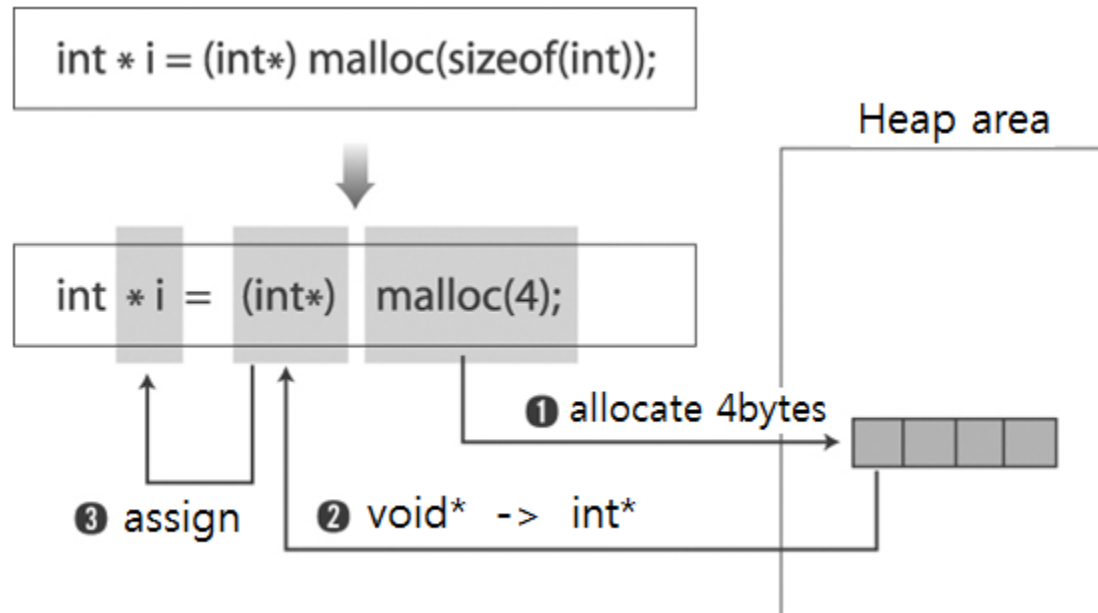 int * i = (int*) malloc(sizeof(int));
Heap area
int * i = (int*) malloc(4);
❶ allocate 4bytes
❸ assign ❷ void* -> int*